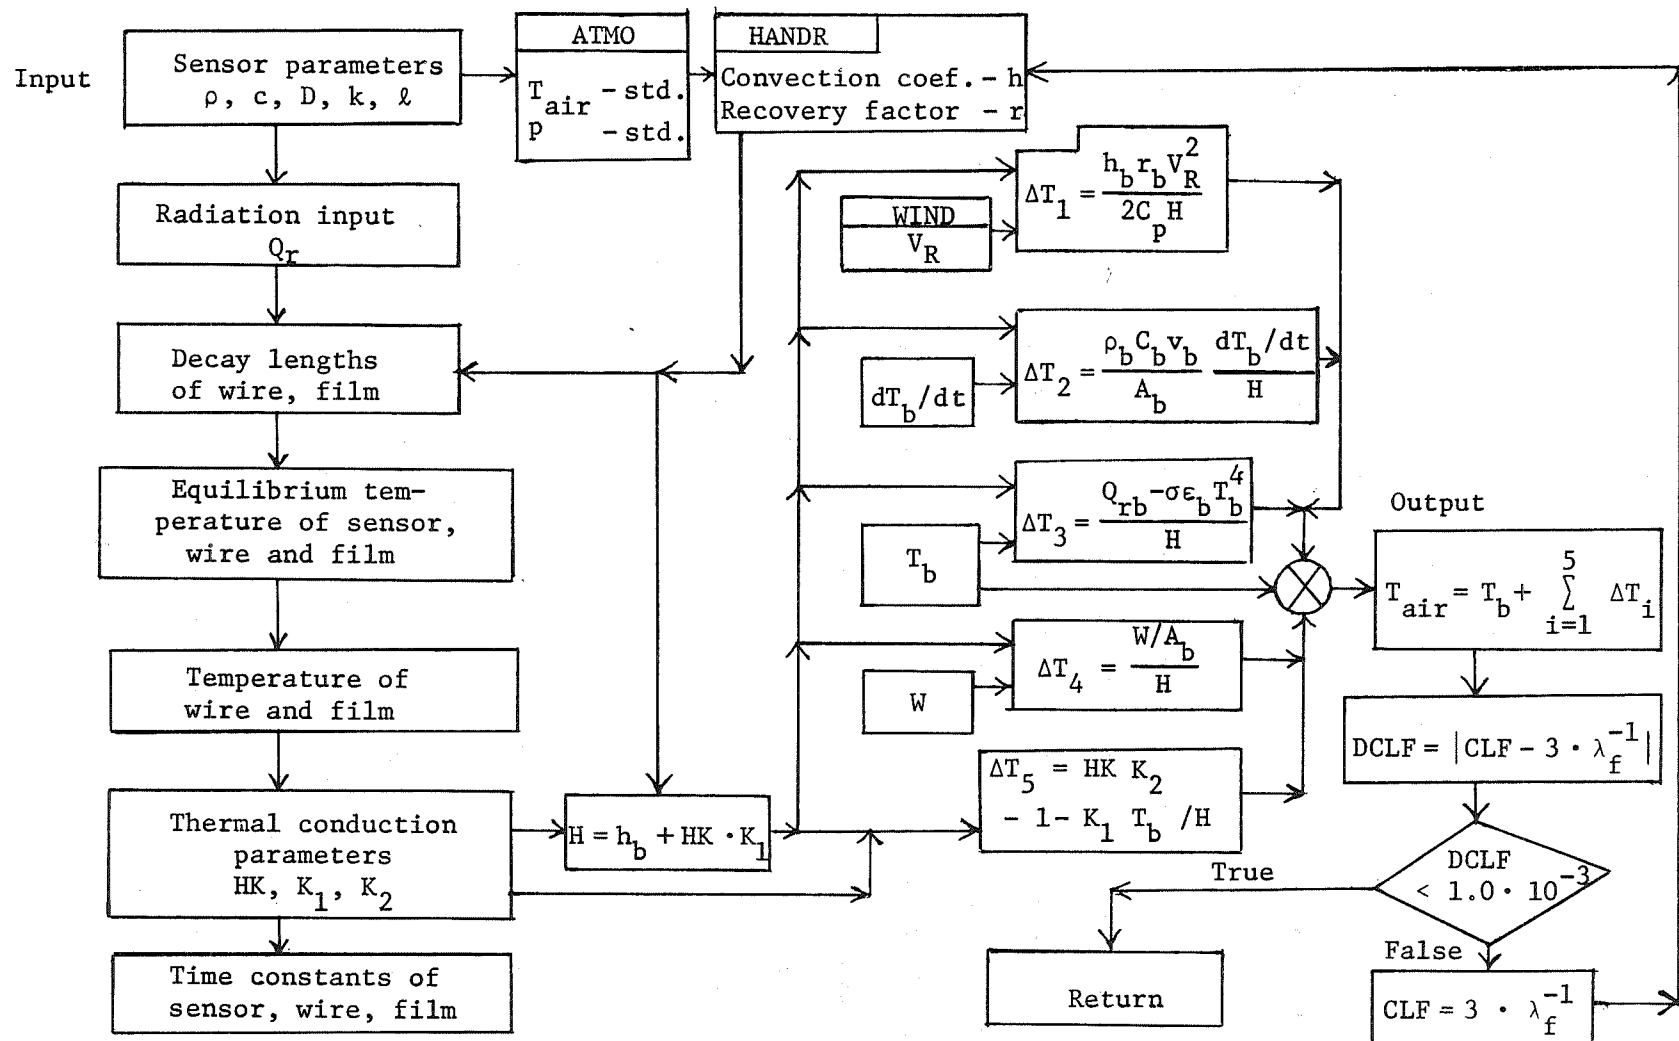 Input
Sensor parameters
ρ, c, D, k, ℓ
ATMO
T_air - std.
p - std.
HANDR
Convection coef. - h
Recovery factor - r
Radiation input
Q_r
Decay lengths
of wire, film
Equilibrium tem-
perature of sensor,
wire and film
Temperature of
wire and film
Thermal conduction
parameters
HK, K_1, K_2
Time constants of
sensor, wire, film
H = h_b + HK · K_1
WIND
V_R
ΔT_1 = h_b r_b V_R^2 / 2C_p H
dT_b/dt
ΔT_2 = ρ_b C_b v_b / A_b dT_b/dt / H
T_b
ΔT_3 = Q_rb - σε_b T_b^4 / H
W
ΔT_4 = W/A_b / H
ΔT_5 = HK K_2
- 1 - K_1 T_b /H
Output
T_air = T_b + 5 Σ i=1 ΔT_i
DCLF = |CLF - 3 · λ_f^-1|
DCLF
< 1.0 · 10^-3
True
Return
False
CLF = 3 · λ_f^-1